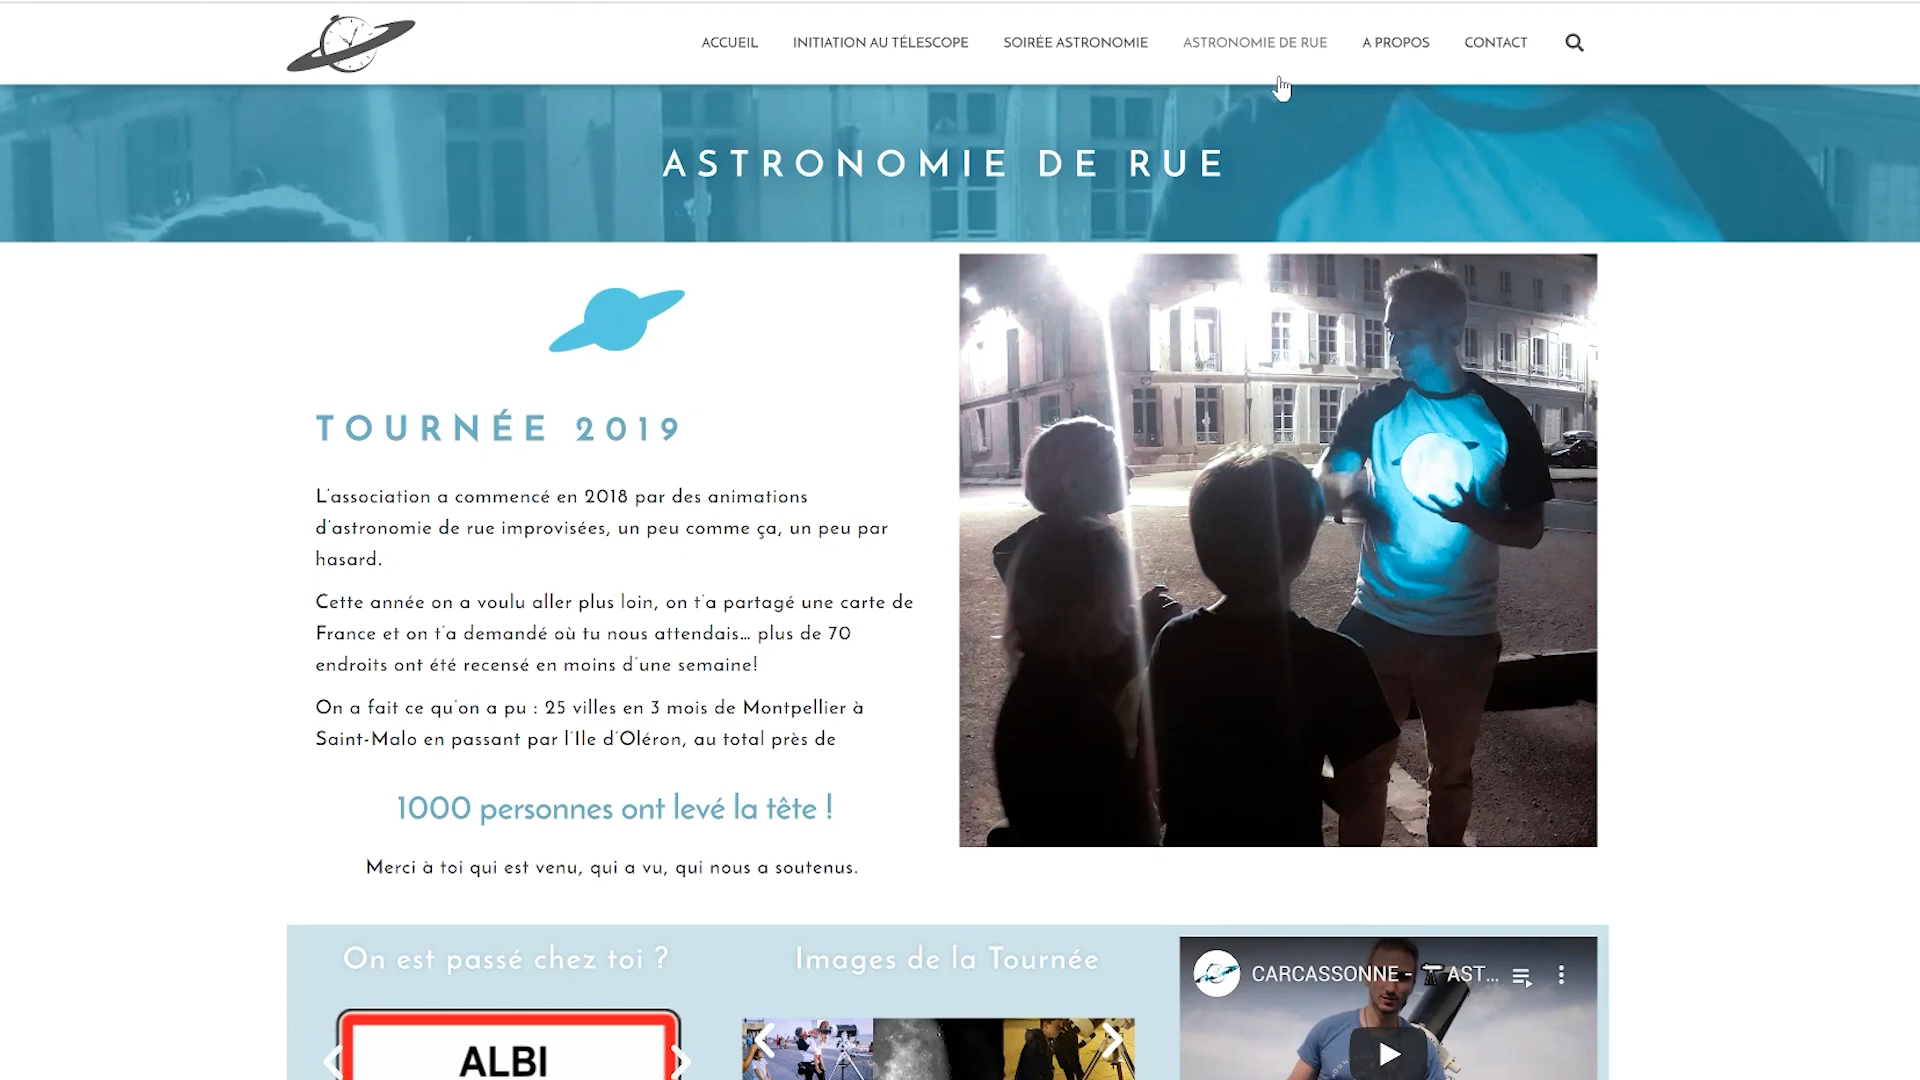 ACCUEIL
INITIATION AU TÉLESCOPE
SOIRÉE ASTRONOMIE
ASTRONOMIE DE RUE
A PROPOS
CONTACT
ASTRONOMIE DE RUE
TOURNÉE 2019
L'association a commencé en 2018 par des animations
d'astronomie de rue improvisées, un peu comme ça, un peu par
hasard.
Cette année on a voulu aller plus loin, on t'a partagé une carte de
France et on t'a demandé où tu nous attendais... plus de 70
endroits ont été recensé en moins d'une semaine!
On a fait ce qu'on a pu : 25 villes en 3 mois de Montpellier à
Saint-Malo en passant par l'Ile d'Oléron, au total près de
1000 personnes ont levé la tête !
Merci à toi qui est venu, qui a vu, qui nous a soutenus.
On est passé chez toi ?
ALBI
Images de la Tournée
CARCASSONNE - AST...